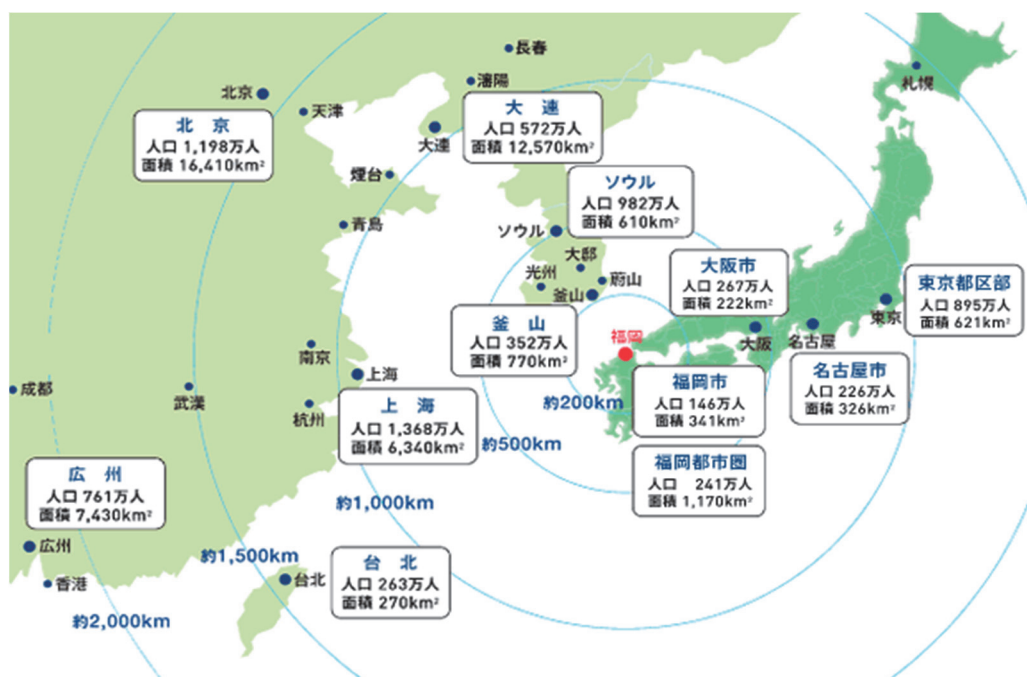 長春
瀋陽
北京
天津
大連
北 京
人口 1,198万人
面積 16,410km²
大 連
人口 572万人
面積 12,570km²
札幌
煙台
青島
ソウル
人口 982万人
面積 610km²
ソウル
大邸
光州
蔚山
釜山
大阪市
人口 267万人
面積 222km²
東京都区部
人口 895万人
面積 621km²
東京
釜 山
人口 352万人
面積 770km²
福岡
大阪
名古屋
南京
上海
成都
武漢
杭州
上 海
人口 1,368万人
面積 6,340km²
約200km
福岡市
人口 146万人
面積 341km²
名古屋市
人口 226万人
面積 326km²
約500km
福岡都市圏
人口 241万人
面積 1,170km²
広 州
人口 761万人
面積 7,430km²
約1,000km
広州
香港
約1,500km
台北
台 北
人口 263万人
面積 270km²
約2,000km